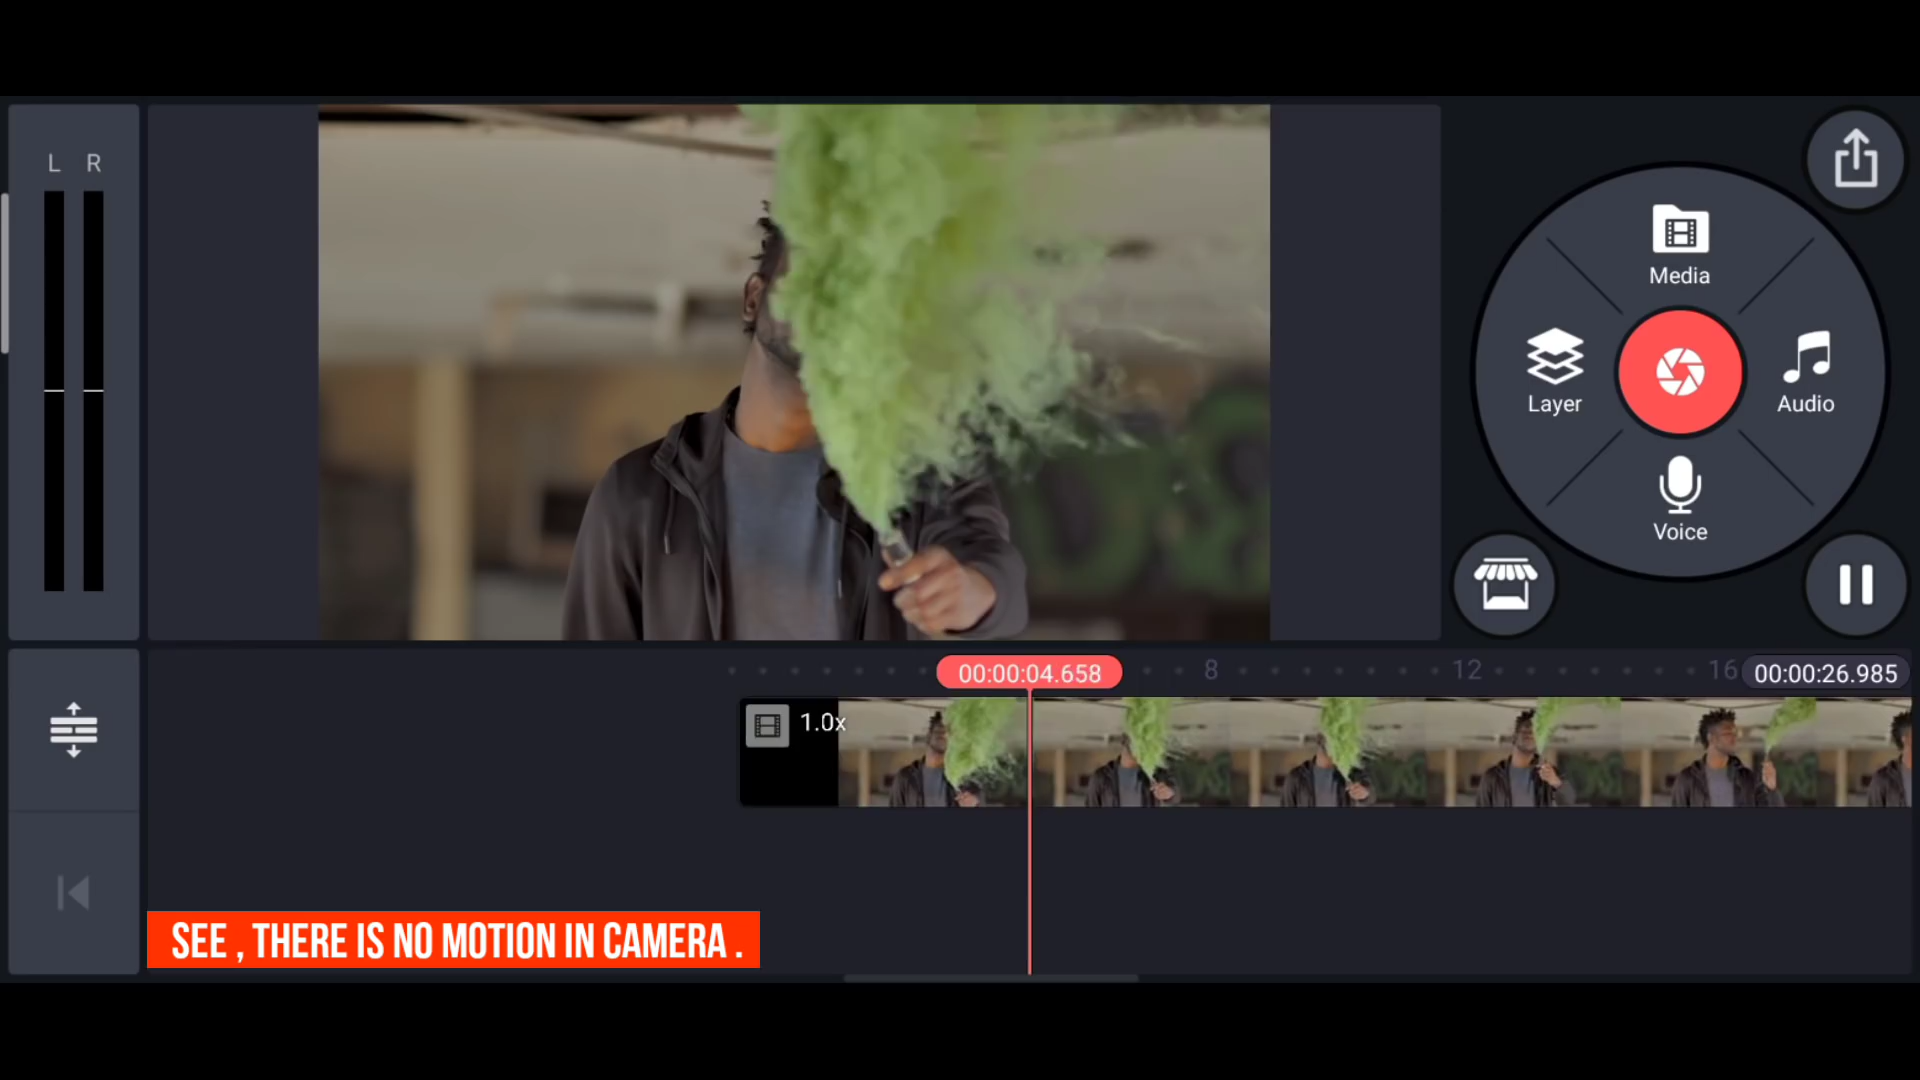 L R
Media
Layer
Audio
Voice
00:00:04.658
8
12
16
00:00:26.985
1.0x
SEE , THERE IS NO MOTION IN CAMERA .